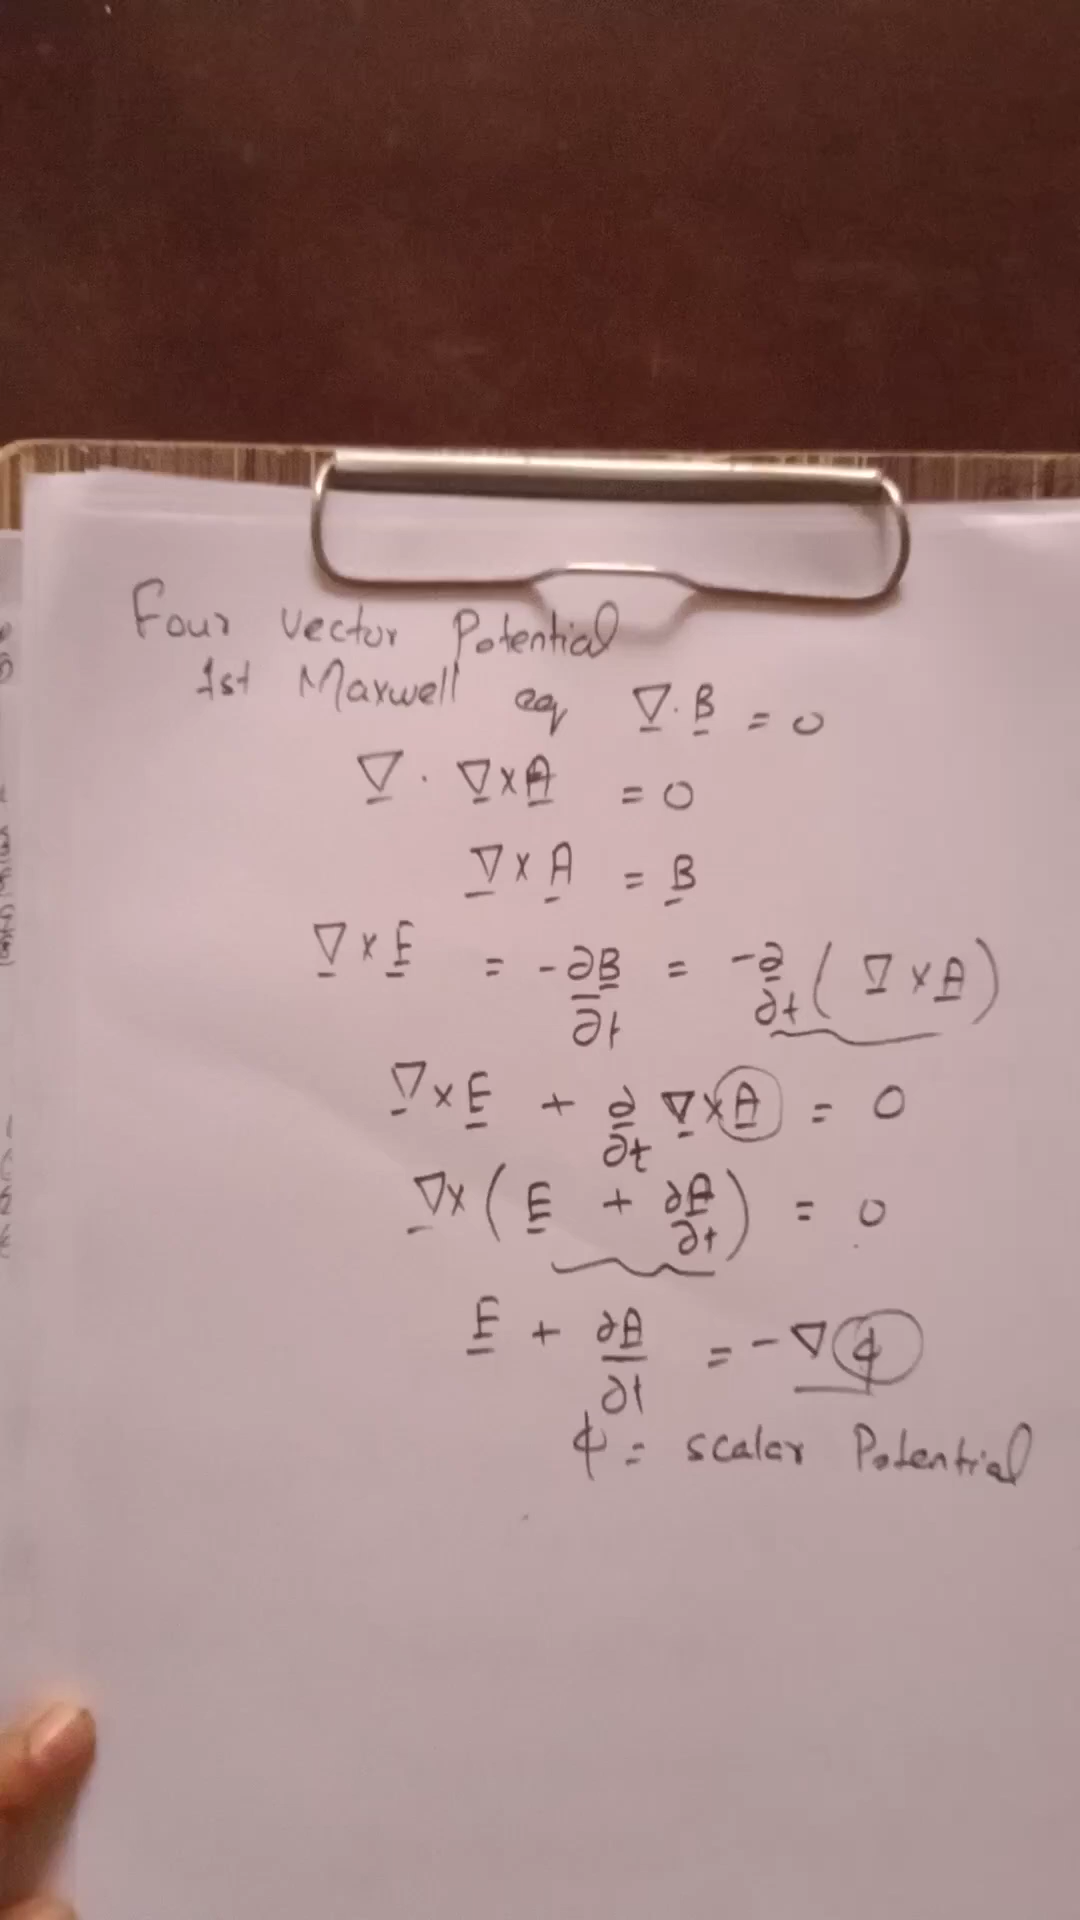 Four Vector Potential
1st Maxwell eq ∇·B = 0
∇·∇×A = 0
∇×A = B
∇×E = -∂B/∂t = -∂/∂t (∇×A)
∇×E + ∂/∂t ∇×A = 0
∇×(E + ∂A/∂t) = 0
E + ∂A/∂t = -∇ϕ
ϕ = scaler Potential